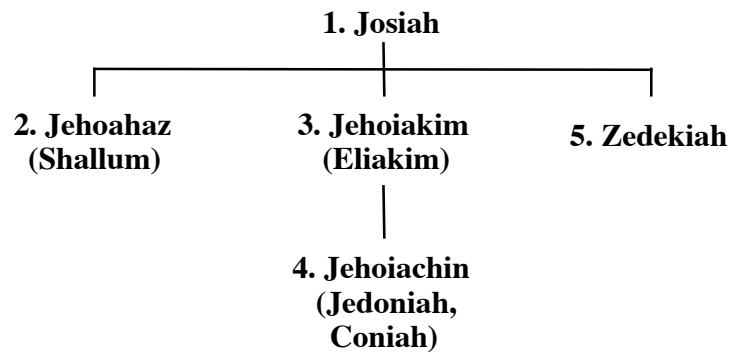 1. Josiah
2. Jehoahaz
(Shallum)
3. Jehoiakim
(Eliakim)
5. Zedekiah
4. Jehoiachin
(Jedoniah,
Coniah)